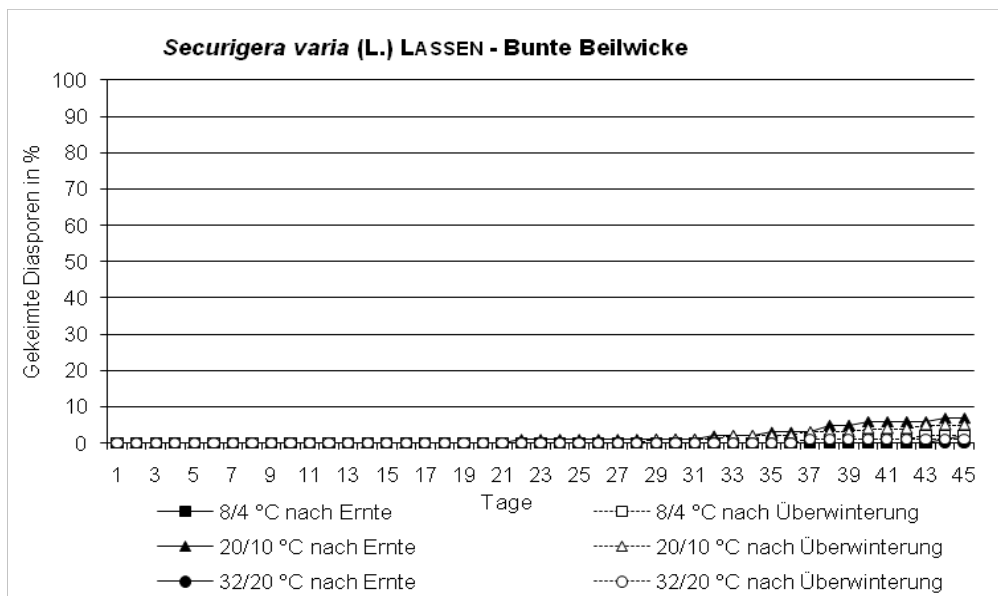 Securigera varia (L.) LASSEN - Bunte Beilwicke
Gekeimte Diasporen in %
100
90
80
70
60
50
40
30
20
10
0
1 3 5 7 9 11 13 15 17 19 21 23 25 27 29 31 33 35 37 39 41 43 45
Tage
8/4 °C nach Ernte 8/4 °C nach Überwinterung
20/10 °C nach Ernte 20/10 °C nach Überwinterung
32/20 °C nach Ernte 32/20 °C nach Überwinterung